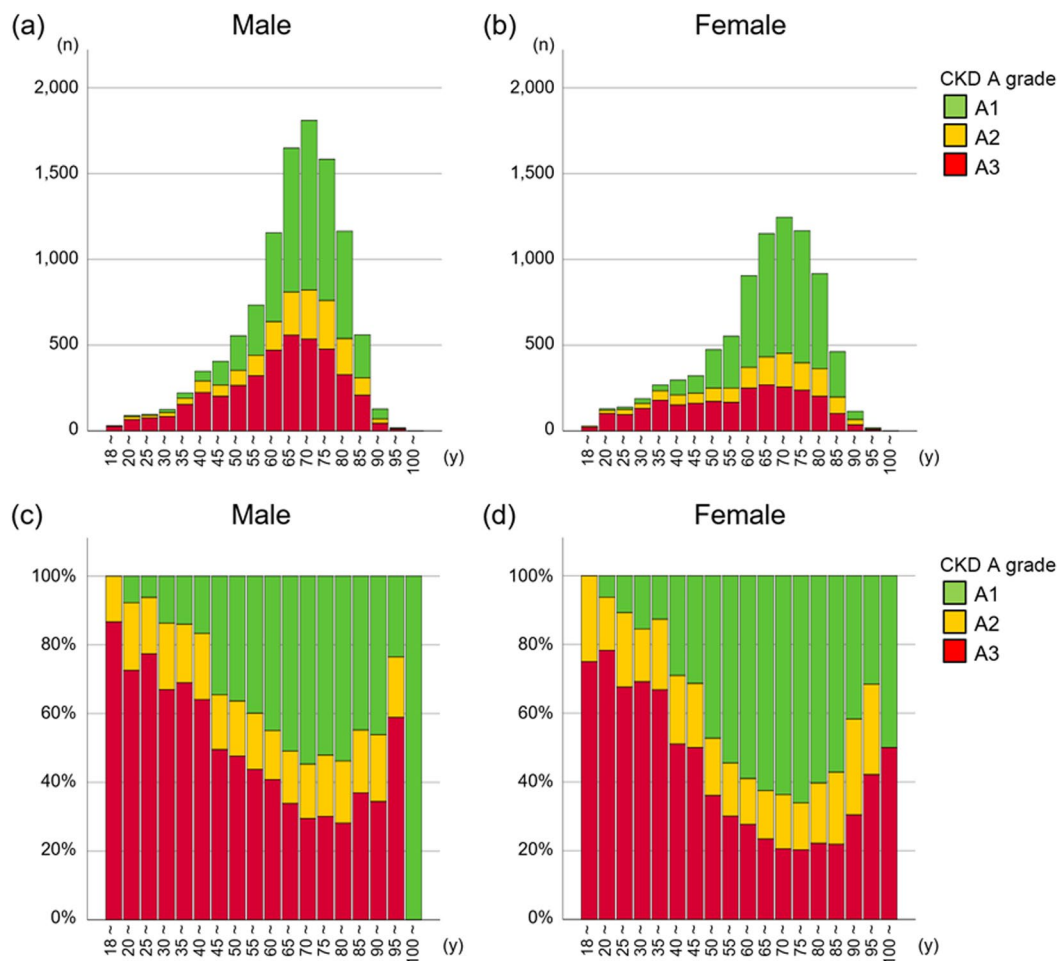 (a) Male
(n)
2,000
1,500
1,000
500
0
18~ 20~ 25~ 30~ 35~ 40~ 45~ 50~ 55~ 60~ 65~ 70~ 75~ 80~ 85~ 90~ 95~ 100~ (y)
(b) Female
(n)
2,000
1,500
1,000
500
0
18~ 20~ 25~ 30~ 35~ 40~ 45~ 50~ 55~ 60~ 65~ 70~ 75~ 80~ 85~ 90~ 95~ 100~ (y)
CKD A grade
A1
A2
A3
(c) Male
100%
80%
60%
40%
20%
0%
18~ 20~ 25~ 30~ 35~ 40~ 45~ 50~ 55~ 60~ 65~ 70~ 75~ 80~ 85~ 90~ 95~ 100~ (y)
(d) Female
100%
80%
60%
40%
20%
0%
18~ 20~ 25~ 30~ 35~ 40~ 45~ 50~ 55~ 60~ 65~ 70~ 75~ 80~ 85~ 90~ 95~ 100~ (y)
CKD A grade
A1
A2
A3